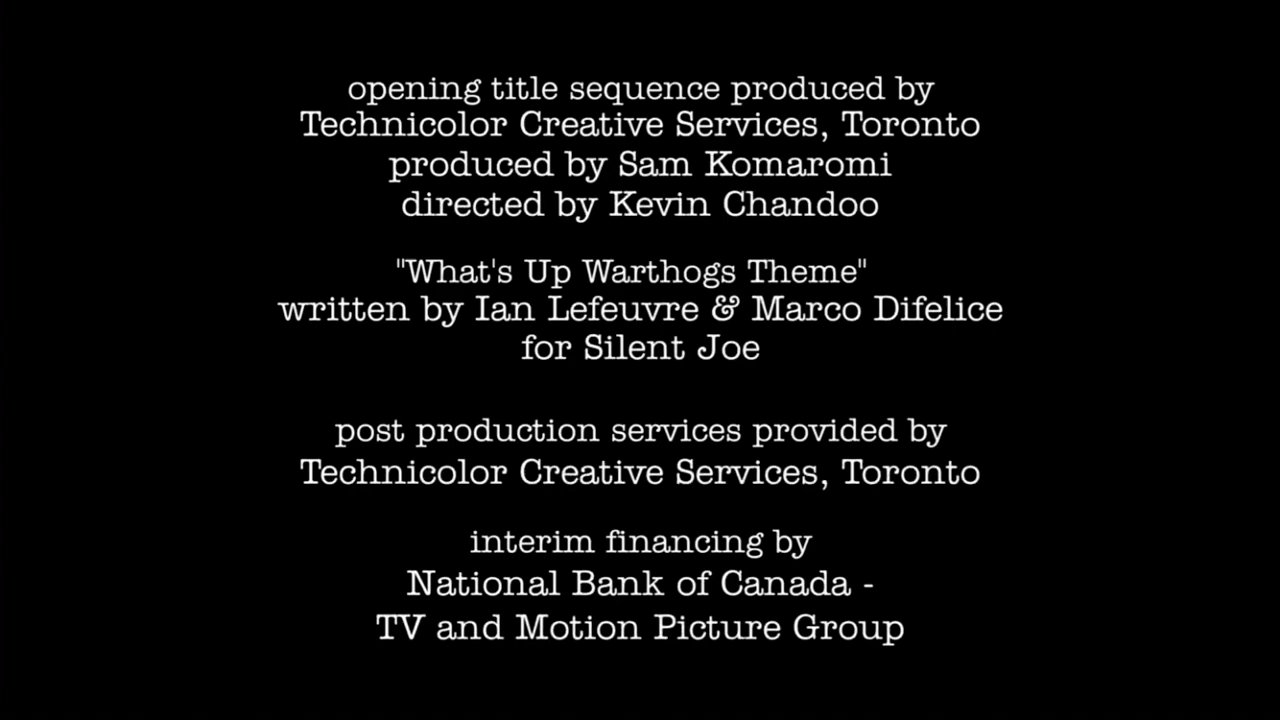 opening title sequence produced by
Technicolor Creative Services, Toronto
produced by Sam Komaromi
directed by Kevin Chandoo
"What's Up Warthogs Theme"
written by Ian Lefeuvre & Marco Difelice
for Silent Joe
post production services provided by
Technicolor Creative Services, Toronto
interim financing by
National Bank of Canada -
TV and Motion Picture Group